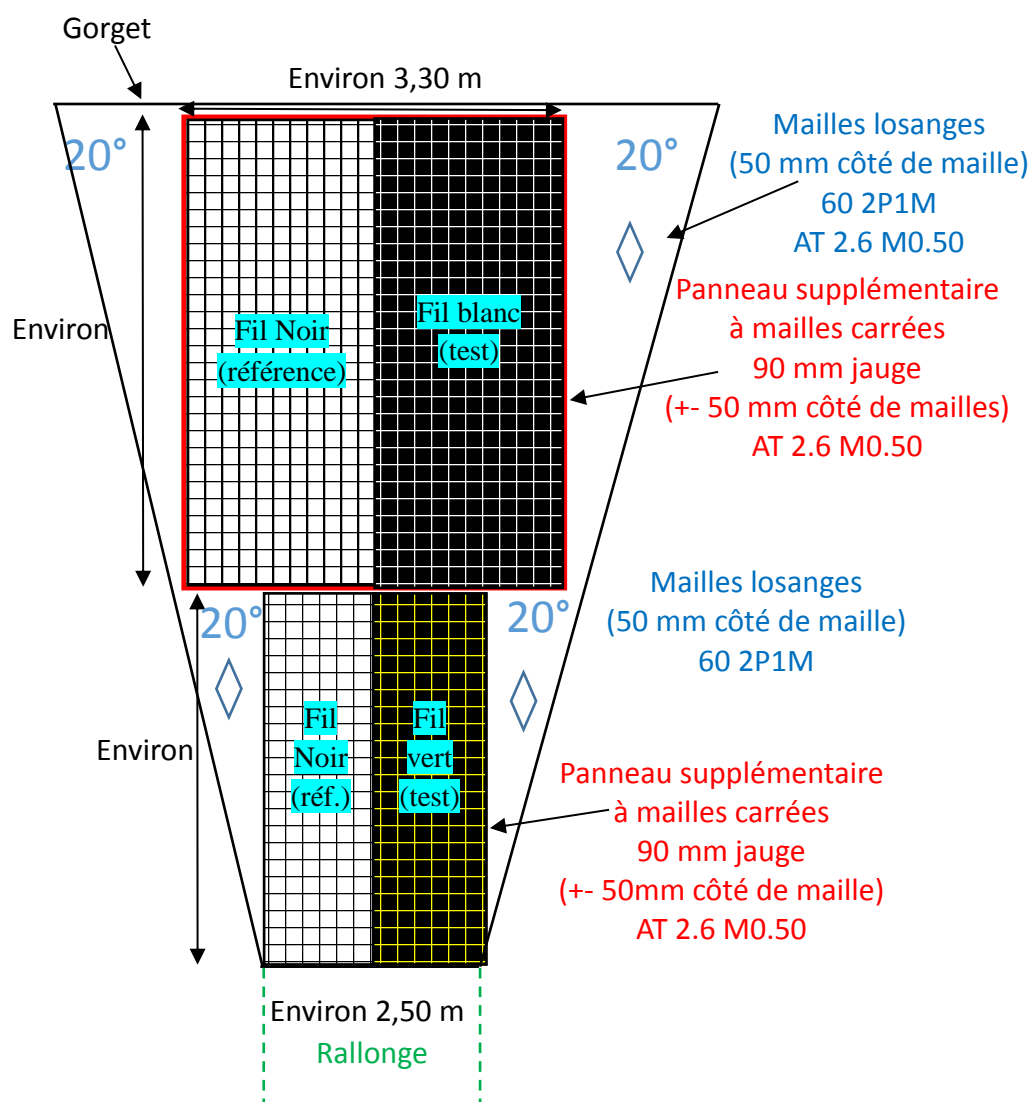 Gorget
Environ 3,30 m
20°
20°
Mailles losanges
(50 mm côté de maille)
60 2P1M
AT 2.6 M0.50
Environ
Fil Noir
(référence)
Fil blanc
(test)
Panneau supplémentaire
à mailles carrées
90 mm jauge
(+- 50 mm côté de mailles)
AT 2.6 M0.50
20°
20°
Mailles losanges
(50 mm côté de maille)
60 2P1M
Environ
Fil
Noir
(réf.)
Fil
vert
(test)
Panneau supplémentaire
à mailles carrées
90 mm jauge
(+- 50mm côté de maille)
AT 2.6 M0.50
Environ 2,50 m
Rallonge